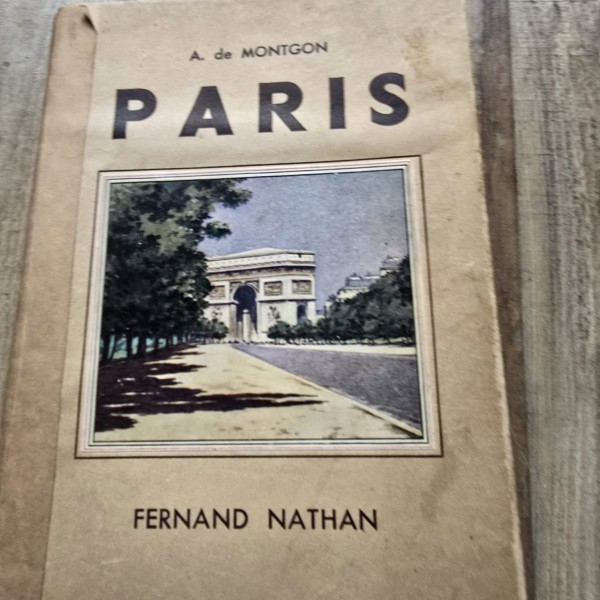 A. de MONTGON
PARIS
FERNAND NATHAN